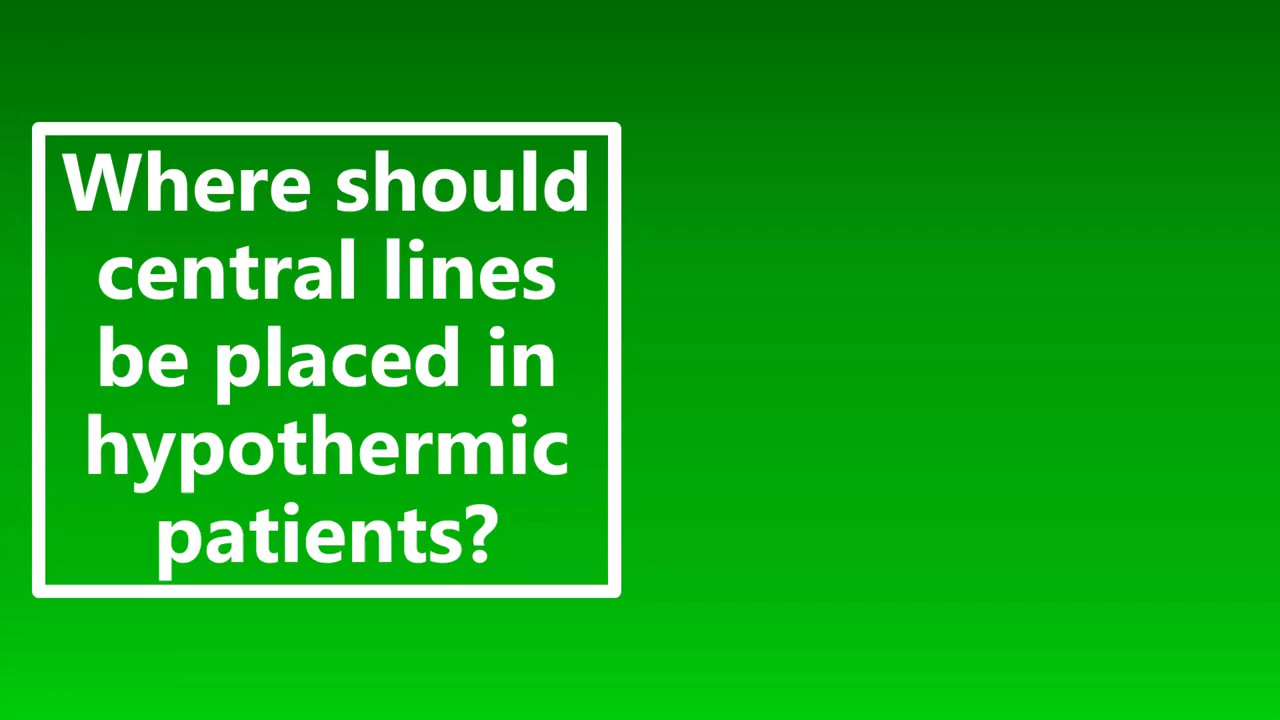 Where should
central lines
be placed in
hypothermic
patients?